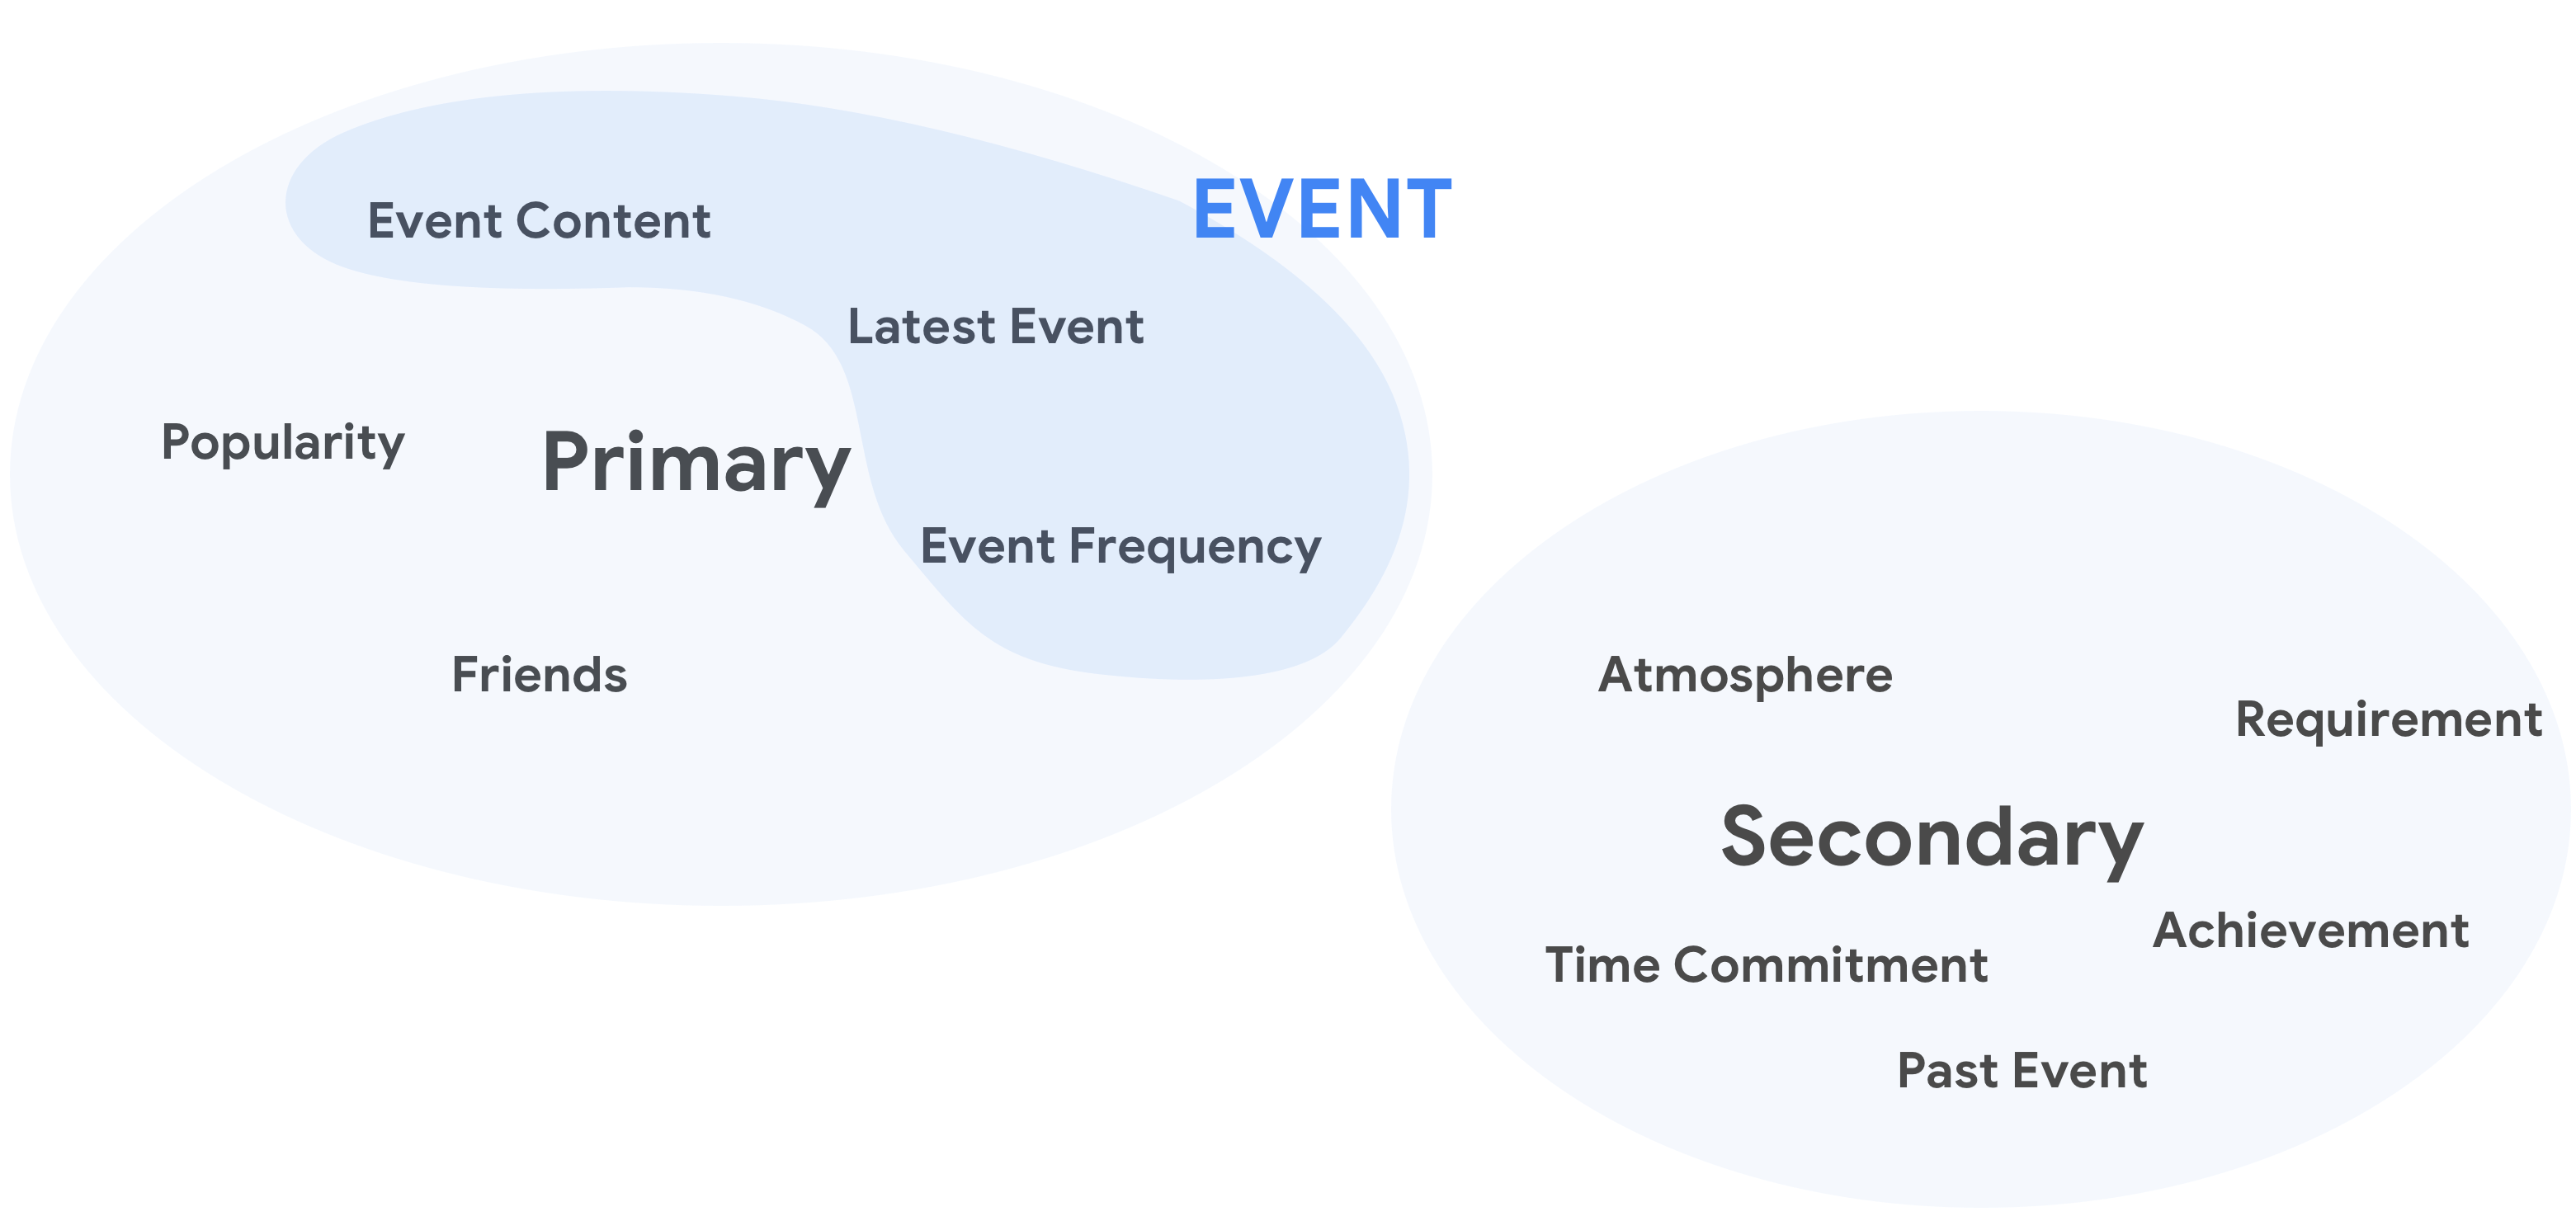 EVENT
Event Content
Latest Event
Popularity
Primary
Event Frequency
Friends
Atmosphere
Requirement
Secondary
Achievement
Time Commitment
Past Event